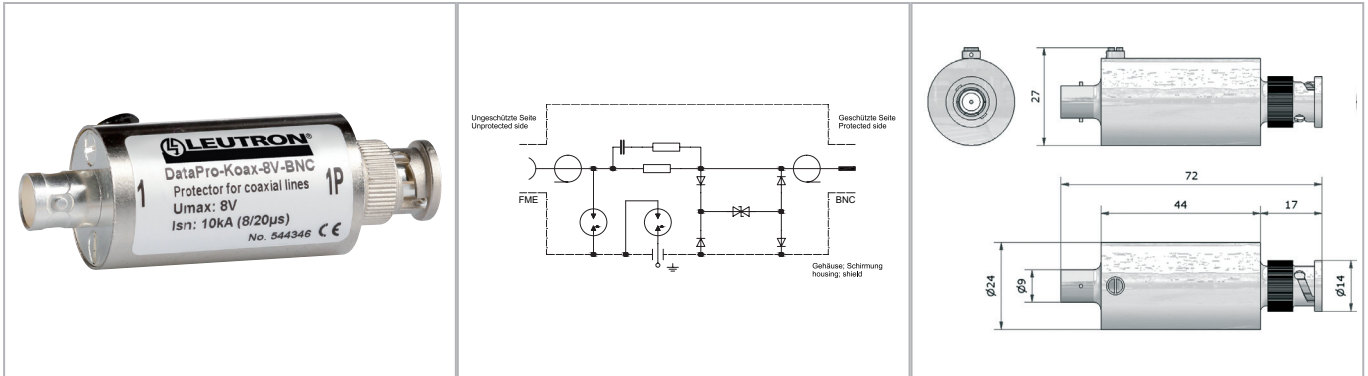 LEUTRON®
DataPro-Koax-8V-BNC
Protector for coaxial lines
Umax: 8V
Isn: 10kA (8/20µs)
No. 544346 CE
1
1P
Ungeschützte Seite
Unprotected side
Geschützte Seite
Protected side
FME
BNC
Gehäuse; Schirmung
housing; shield
27
72
44
17
Ø24
Ø9
Ø14